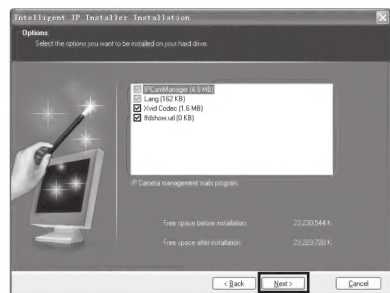 Intelligent IP Installer Installation
Options
Select the options you want to be installed on your hard drive.
IPCamManager (4.9 MB)
Lang (162 KB)
Xvid Codec (1.6 MB)
ffdshow.url (0 KB)
IP Camera management main program.
Free space before installation:
23,230,544 K
Free space after installation:
23,223,720 K
< Back
Next >
Cancel